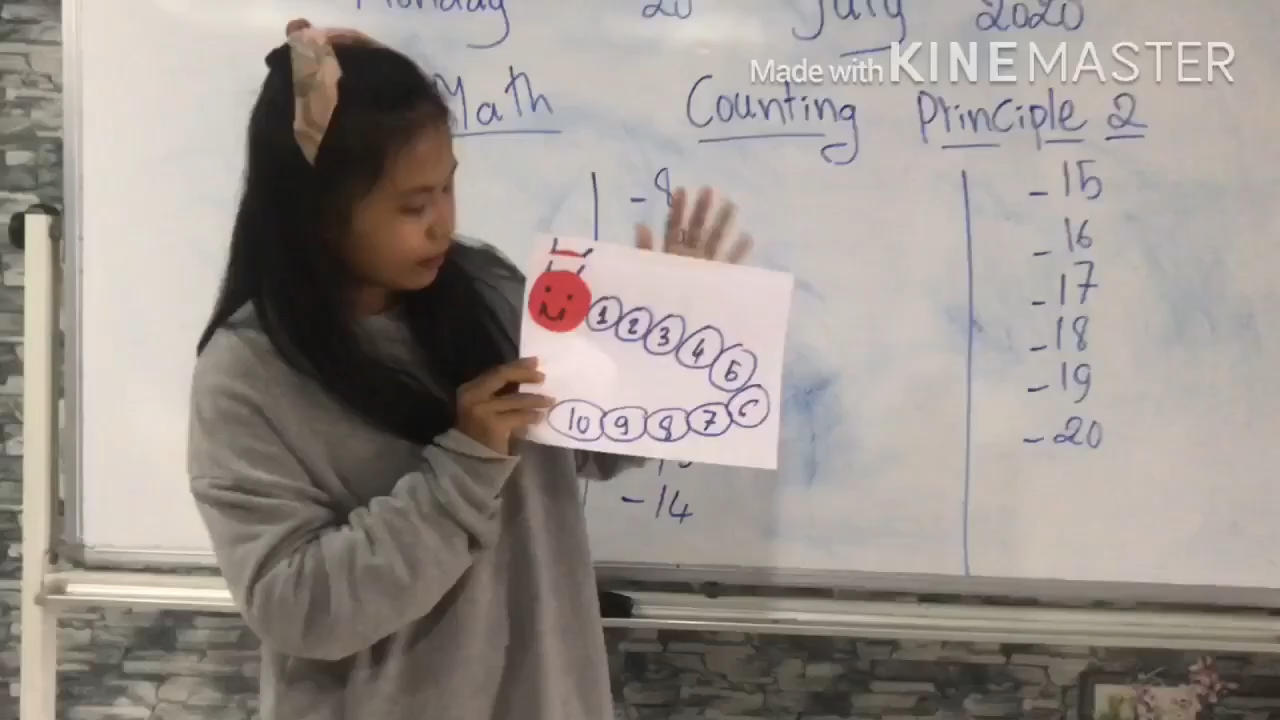 Monday 20 July 2020
Made with KINEMASTER
Math Counting Principle 2
- 8
- 14
- 15
- 16
- 17
- 18
- 19
- 20
1 2 3 4 5
6
10 9 8 7